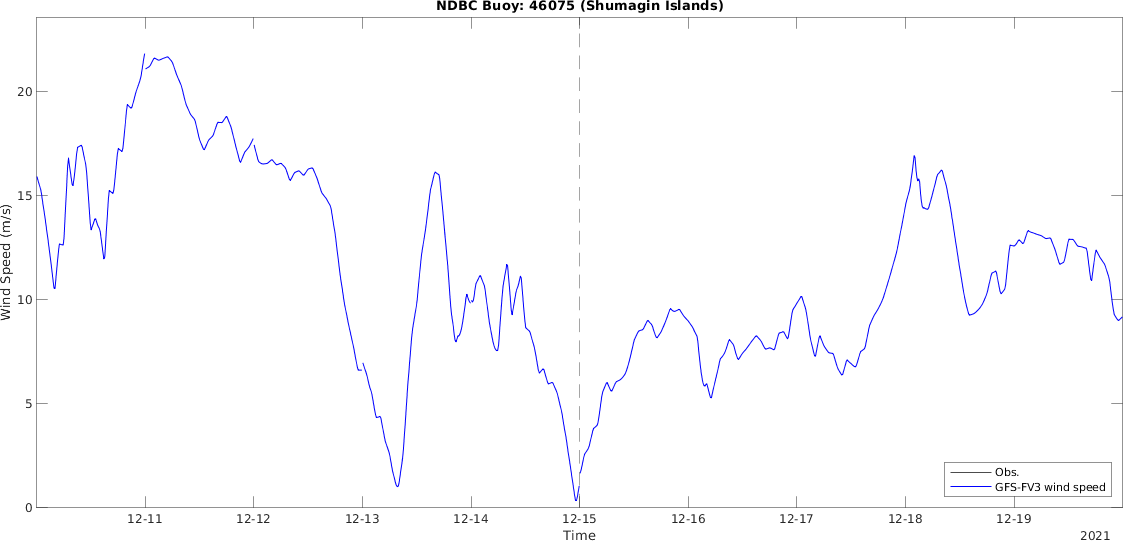 NDBC Buoy: 46075 (Shumagin Islands)
20
15
10
5
0
Wind Speed (m/s)
Obs.
GFS-FV3 wind speed
12-11 12-12 12-13 12-14 12-15 12-16 12-17 12-18 12-19
Time
2021